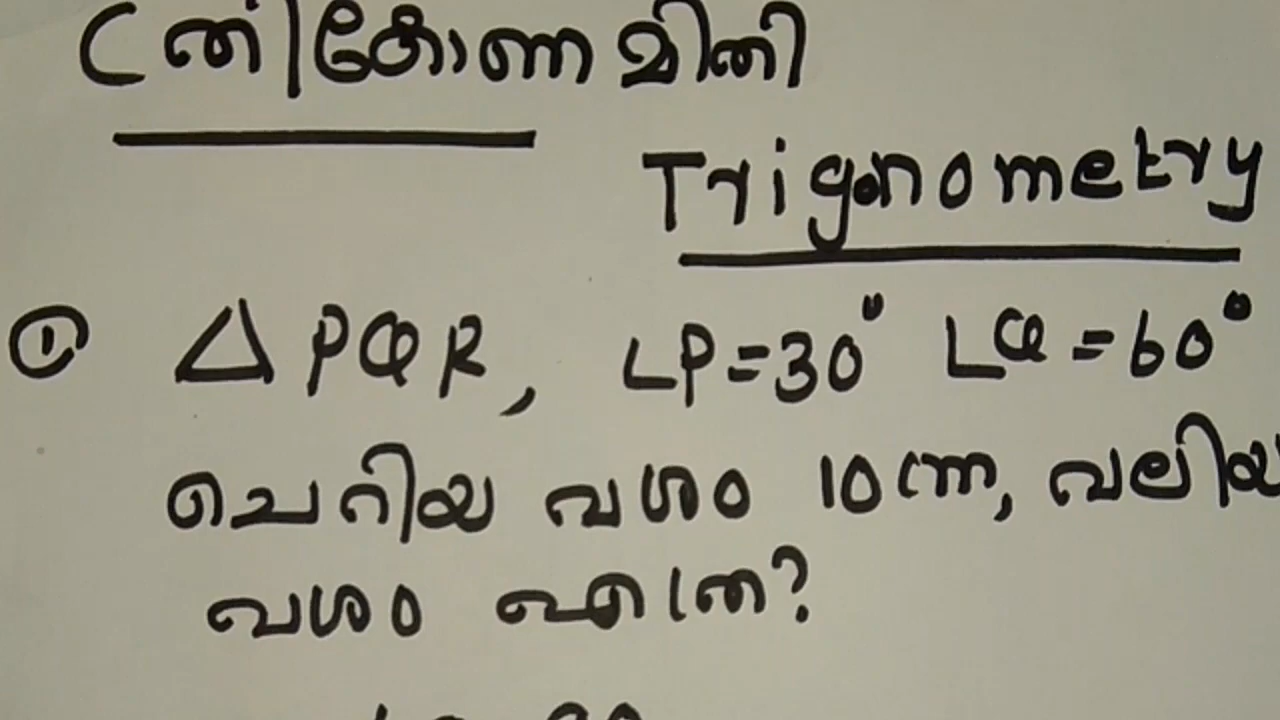 ത്രികോണമിതി
Trigonometry
① △ PQR, ∠P=30° ∠Q=60°
ചെറിയ വശം 10cm, വലിയ
വശം എത്ര?